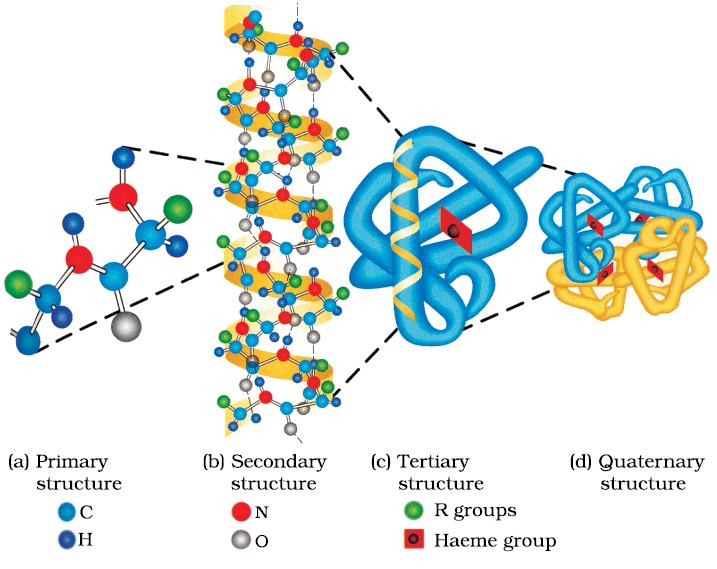 (a) Primary structure
(b) Secondary structure
(c) Tertiary structure
(d) Quaternary structure
C
N
R groups
H
O
Haeme group